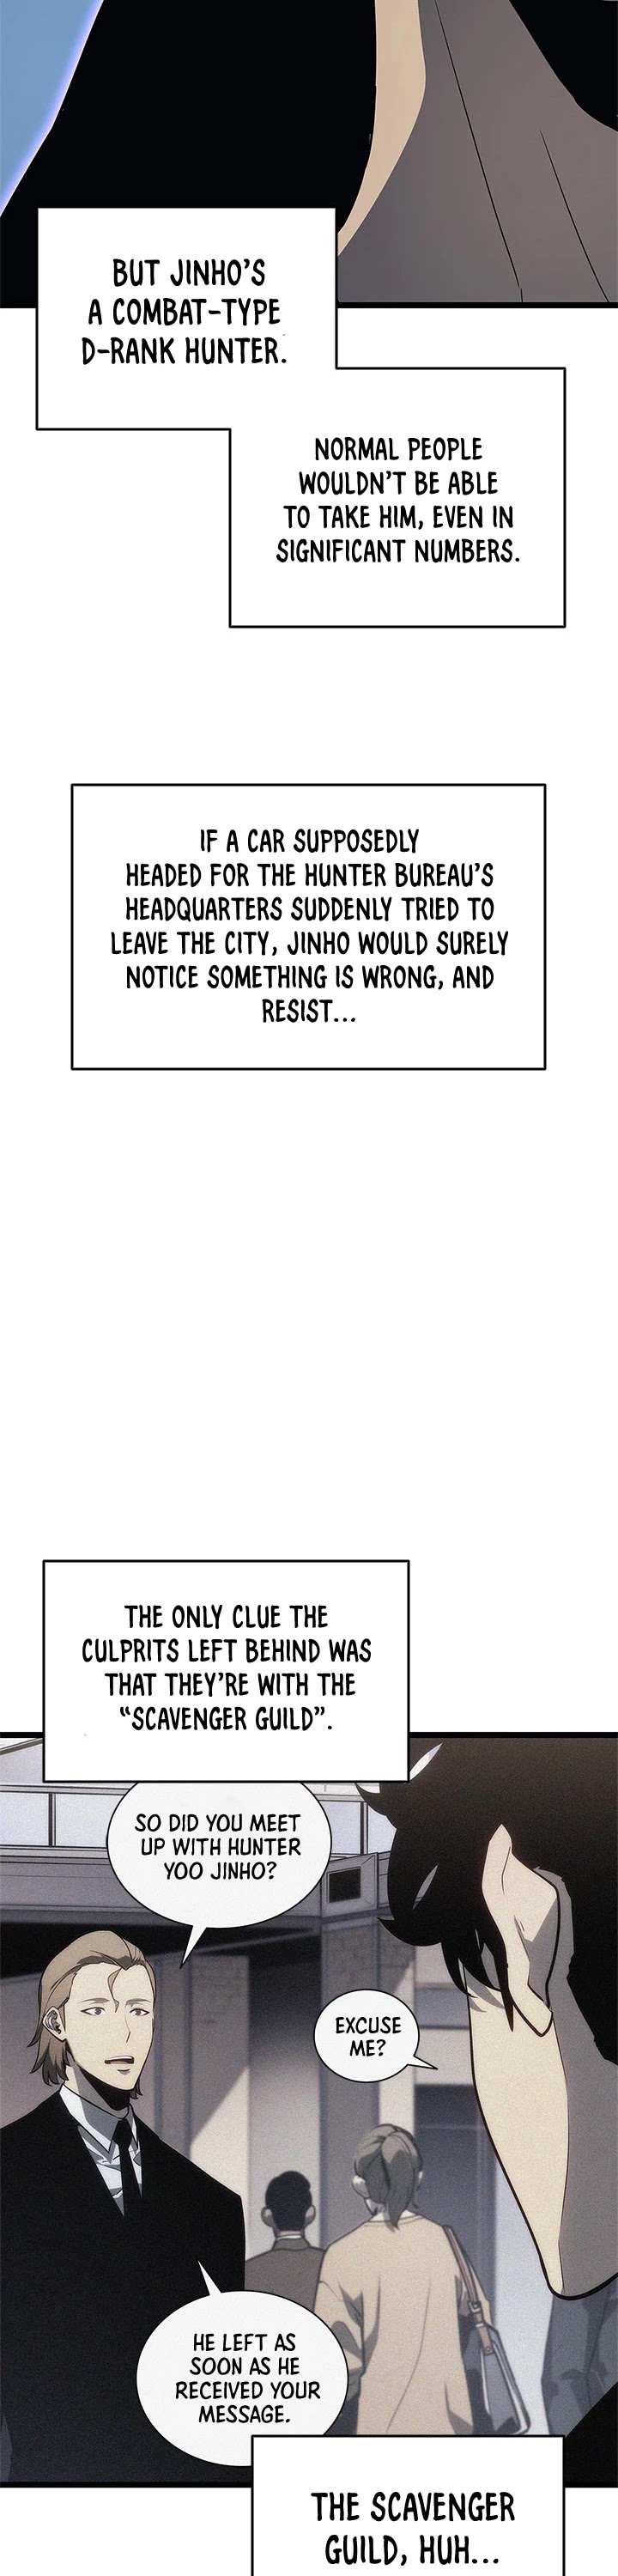 BUT JINHO'S
A COMBAT-TYPE
D-RANK HUNTER.
NORMAL PEOPLE
WOULDN'T BE ABLE
TO TAKE HIM, EVEN IN
SIGNIFICANT NUMBERS.
IF A CAR SUPPOSEDLY
HEADED FOR THE HUNTER BUREAU'S
HEADQUARTERS SUDDENLY TRIED TO
LEAVE THE CITY, JINHO WOULD SURELY
NOTICE SOMETHING IS WRONG, AND
RESIST...
THE ONLY CLUE THE
CULPRITS LEFT BEHIND WAS
THAT THEY'RE WITH THE
"SCAVENGER GUILD".
SO DID YOU MEET
UP WITH HUNTER
YOO JINHO?
EXCUSE
ME?
HE LEFT AS
SOON AS HE
RECEIVED YOUR
MESSAGE.
THE SCAVENGER
GUILD, HUH...